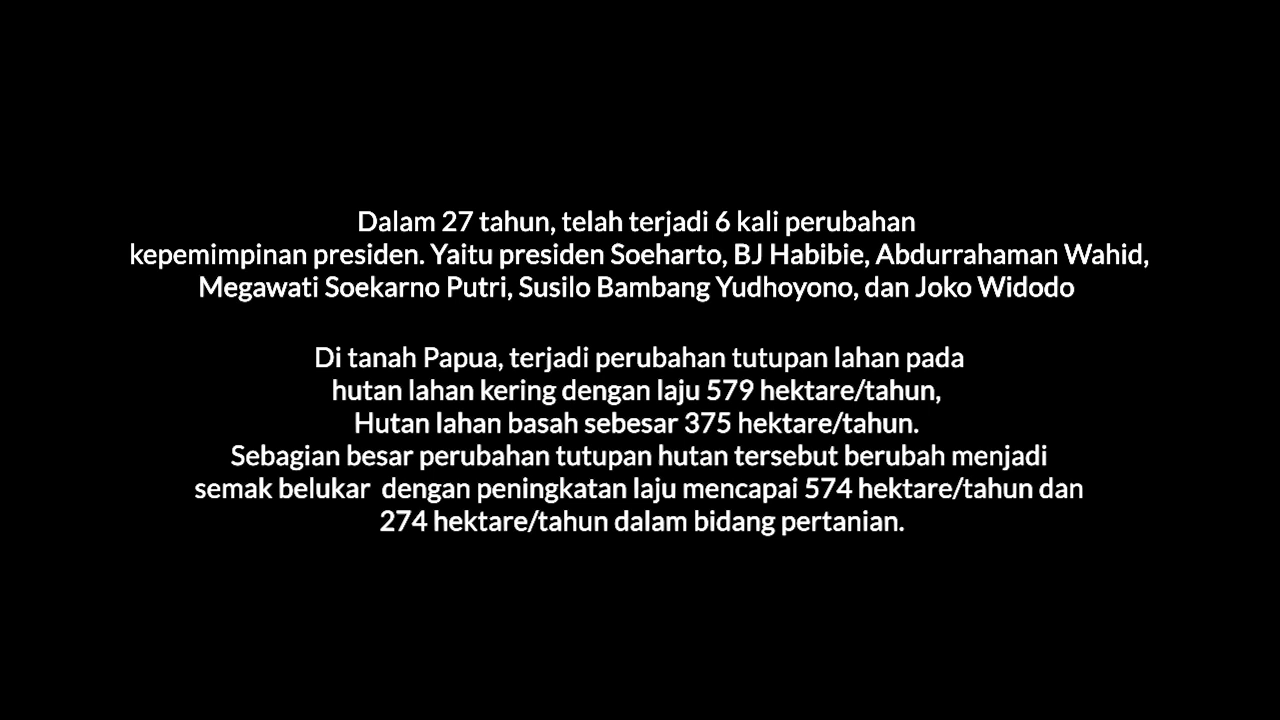 Dalam 27 tahun, telah terjadi 6 kali perubahan
kepemimpinan presiden. Yaitu presiden Soeharto, BJ Habibie, Abdurrahaman Wahid,
Megawati Soekarno Putri, Susilo Bambang Yudhoyono, dan Joko Widodo
Di tanah Papua, terjadi perubahan tutupan lahan pada
hutan lahan kering dengan laju 579 hektare/tahun,
Hutan lahan basah sebesar 375 hektare/tahun.
Sebagian besar perubahan tutupan hutan tersebut berubah menjadi
semak belukar  dengan peningkatan laju mencapai 574 hektare/tahun dan
274 hektare/tahun dalam bidang pertanian.